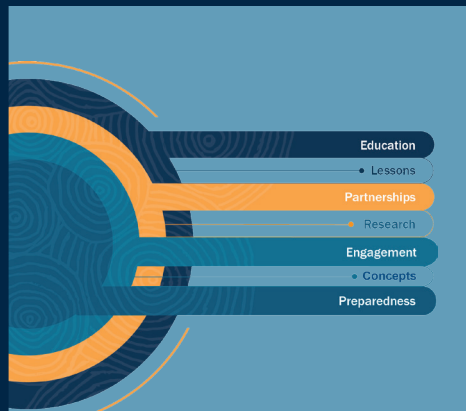 Education
Lessons
Partnerships
Research
Engagement
Concepts
Preparedness